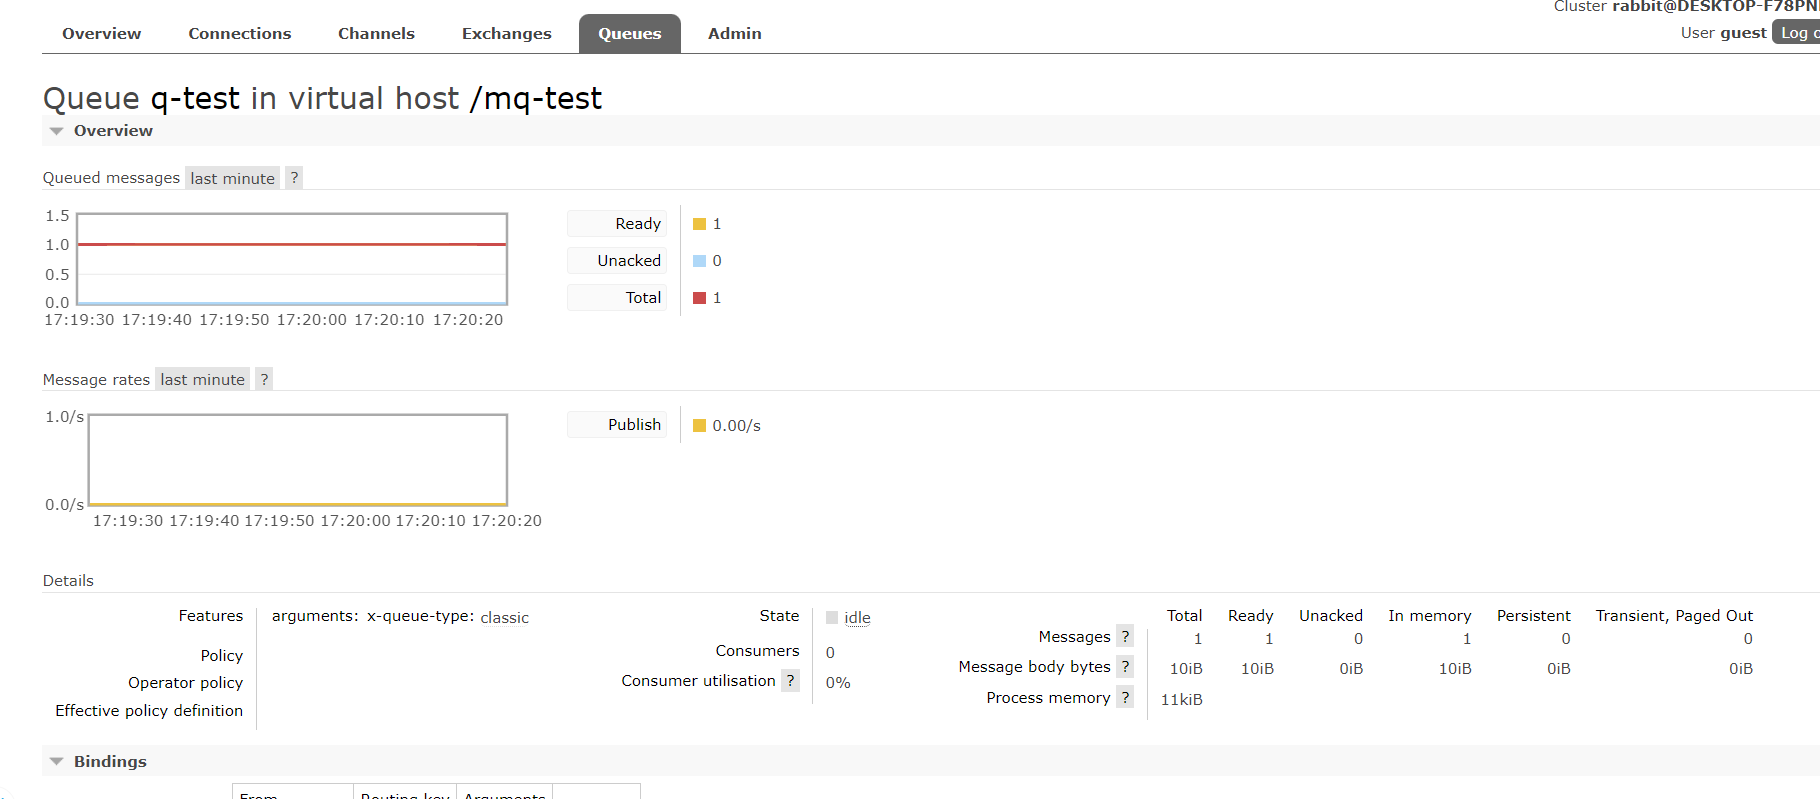 Cluster rabbit@DESKTOP-F78PN
Overview Connections Channels Exchanges Queues Admin
User guest Log
Queue q-test in virtual host /mq-test
Overview
Queued messages last minute ?
1.5
1.0
0.5
0.0
17:19:30 17:19:40 17:19:50 17:20:00 17:20:10 17:20:20
Ready 1
Unacked 0
Total 1
Message rates last minute ?
1.0/s
0.0/s
17:19:30 17:19:40 17:19:50 17:20:00 17:20:10 17:20:20
Publish 0.00/s
Details
Features arguments: x-queue-type: classic
Policy
Operator policy
Effective policy definition
State idle
Consumers 0
Consumer utilisation ? 0%
Total Ready Unacked In memory Persistent Transient, Paged Out
Messages ? 1 1 0 1 0 0
Message body bytes ? 10iB 10iB 0iB 10iB 0iB 0iB
Process memory ? 11kiB
Bindings
From Routing key Arguments